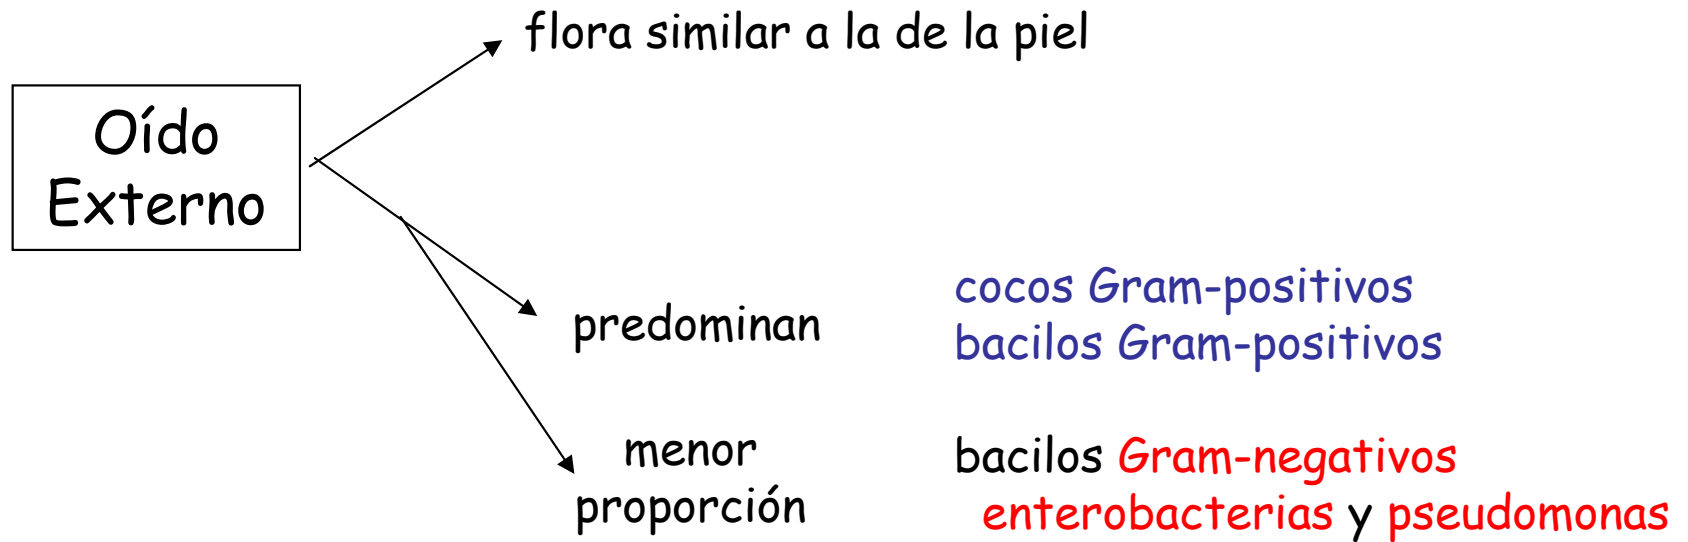 flora similar a la de la piel
Oído
Externo
predominan
cocos Gram-positivos
bacilos Gram-positivos
menor
proporción
bacilos Gram-negativos
enterobacterias y pseudomonas